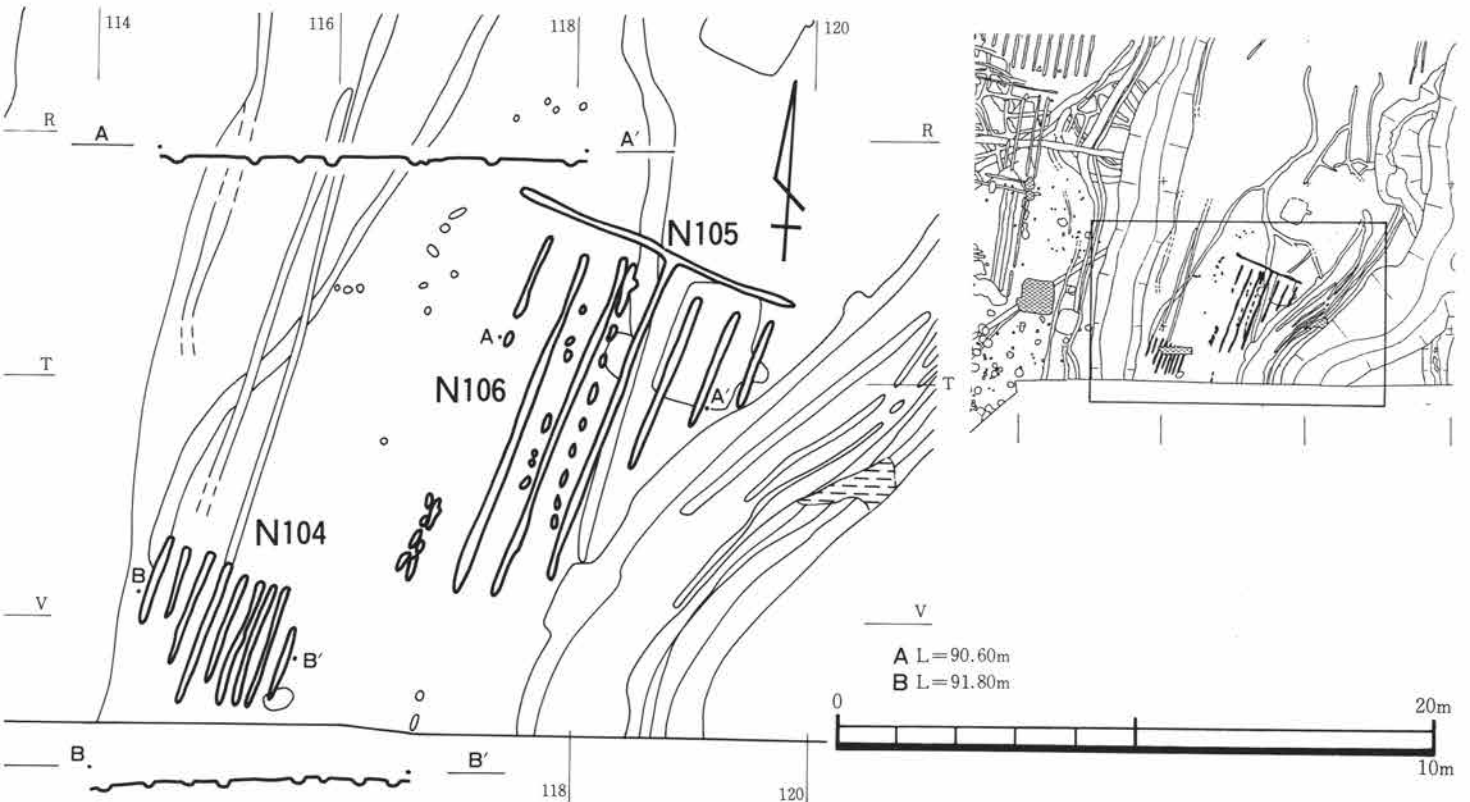 114
116
118
120
R
A
A′
R
N105
A
N106
T
A′
T
N104
B
V
B′
V
A L=90.60m
B L=91.80m
0
20m
10m
B
B′
118
120